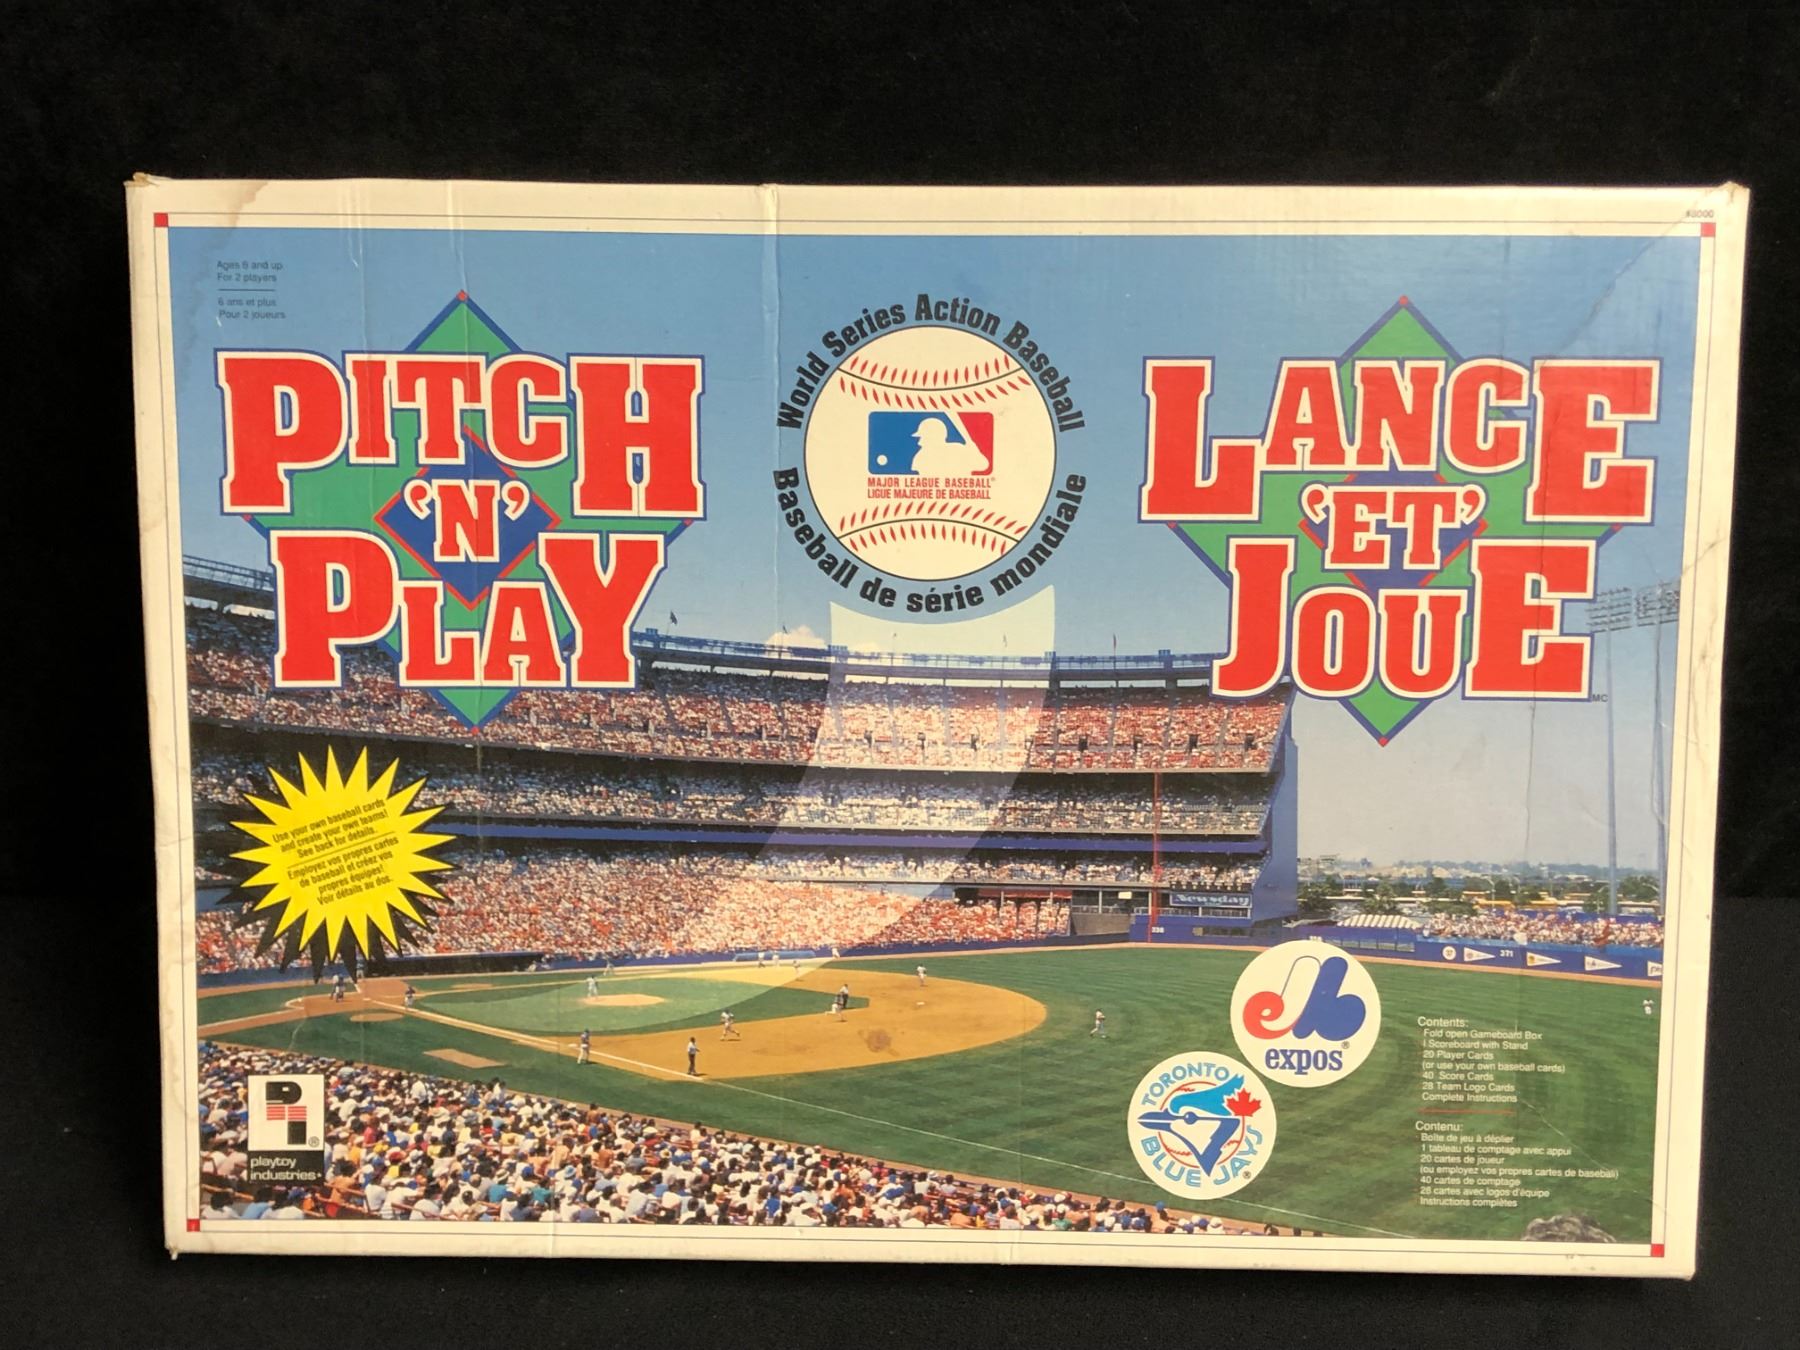 #8000
Ages 6 and up
For 2 players
6 ans et plus
Pour 2 joueurs
PITCH
'N'
PLAY
World Series Action Baseball
MAJOR LEAGUE BASEBALL®
LIGUE MAJEURE DE BASEBALL
Baseball de série mondiale
LANCE
'ET'
JOUE
MC
Use your own baseball cards
and create your own teams!
See back for details.
Employez vos propres cartes
de baseball et créez vos
propres équipes!
Voir détails au dos.
Newsday
338
371
expos®
TORONTO
BLUE JAYS®
Contents:
Fold open Gameboard Box
1 Scoreboard with Stand
20 Player Cards
(or use your own baseball cards)
40 Score Cards
28 Team Logo Cards
Complete Instructions
Contenu:
Boîte de jeu à déplier
1 tableau de comptage avec appui
20 cartes de joueur
(ou employez vos propres cartes de baseball)
40 cartes de comptage
28 cartes avec logos d'équipe
Instructions complètes
®
playtoy
industries